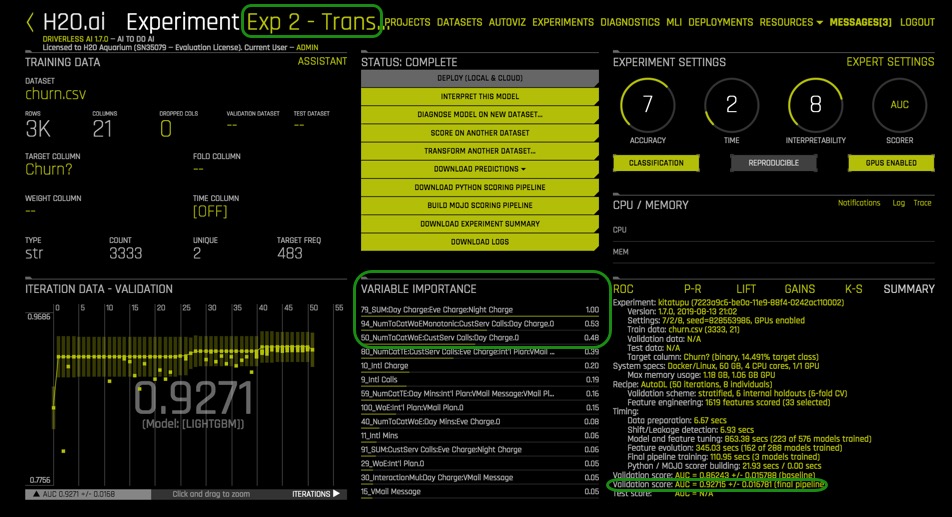 H2O.ai Experiment Exp 2 - Trans...
DRIVERLESS AI 1.7.0 – AI TO DO AI
Licensed to H2O Aquarium (SN35079 – Evaluation License). Current User – ADMIN
PROJECTS DATASETS AUTOVIZ EXPERIMENTS DIAGNOSTICS MLI DEPLOYMENTS RESOURCES MESSAGES[3] LOGOUT
TRAINING DATA ASSISTANT
DATASET
churn.csv
ROWS COLUMNS DROPPED COLS VALIDATION DATASET TEST DATASET
3K 21 0 -- --
TARGET COLUMN FOLD COLUMN
Churn? --
WEIGHT COLUMN TIME COLUMN
-- [OFF]
TYPE COUNT UNIQUE TARGET FREQ
str 3333 2 483
STATUS: COMPLETE
DEPLOY (LOCAL & CLOUD)
INTERPRET THIS MODEL
DIAGNOSE MODEL ON NEW DATASET...
SCORE ON ANOTHER DATASET
TRANSFORM ANOTHER DATASET...
DOWNLOAD PREDICTIONS
DOWNLOAD PYTHON SCORING PIPELINE
BUILD MOJO SCORING PIPELINE
DOWNLOAD EXPERIMENT SUMMARY
DOWNLOAD LOGS
EXPERIMENT SETTINGS EXPERT SETTINGS
7 2 8 AUC
ACCURACY TIME INTERPRETABILITY SCORER
CLASSIFICATION REPRODUCIBLE GPUS ENABLED
CPU / MEMORY Notifications Log Trace
CPU
MEM
ITERATION DATA - VALIDATION
0 5 10 15 20 25 30 35 40 45 50 55
0.9686
0.9271
(Model: [LIGHTGBM])
0.7756
▲ AUC 0.9271 +/- 0.0158 Click and drag to zoom ITERATIONS ▶
VARIABLE IMPORTANCE
79_SUM:Day Charge:Eve Charge:Night Charge 1.00
94_NumToCatWoEMonotonic:CustServ Calls:Day Charge.0 0.53
50_NumToCatWoE:CustServ Calls:Day Charge.0 0.48
80_NumCatTE:CustServ Calls:Eve Charge:Int'l Plan:VMail ... 0.39
10_Intl Charge 0.20
9_Intl Calls 0.19
59_NumCatTE:Day Mins:Int'l Plan:VMail Message:VMail Pl... 0.16
100_WoE:Int'l Plan:VMail Plan.0 0.15
40_NumToCatWoE:Day Mins:Eve Charge.0 0.08
11_Intl Mins 0.06
91_SUM:CustServ Calls:Eve Charge:Night Charge 0.06
29_WoE:Int'l Plan.0 0.05
30_InteractionMul:Day Charge:VMail Message 0.05
15_VMail Message 0.05
ROC P-R LIFT GAINS K-S SUMMARY
Experiment: kitatupu (7223a9c6-be0a-11e9-88f4-0242ac110002)
Version: 1.7.0, 2019-08-13 21:02
Settings: 7/2/8, seed=828553986, GPUs enabled
Train data: churn.csv (3333, 21)
Validation data: N/A
Test data: N/A
Target column: Churn? (binary, 14.491% target class)
System specs: Docker/Linux, 60 GB, 4 CPU cores, 1/1 GPU
Max memory usage: 1.18 GB, 1.05 GB GPU
Recipe: AutoDL (50 iterations, 8 individuals)
Validation scheme: stratified, 6 internal holdouts (6-fold CV)
Feature engineering: 1619 features scored (33 selected)
Timing:
Data preparation: 6.67 secs
Shift/Leakage detection: 6.93 secs
Model and feature tuning: 863.38 secs (223 of 576 models trained)
Feature evolution: 345.03 secs (162 of 288 models trained)
Final pipeline training: 110.95 secs (3 models trained)
Python / MOJO scorer building: 21.93 secs / 0.00 secs
Validation score: AUC = 0.86243 +/- 0.015788 (baseline)
Validation score: AUC = 0.92715 +/- 0.015781 (final pipeline)
Test score: AUC = N/A